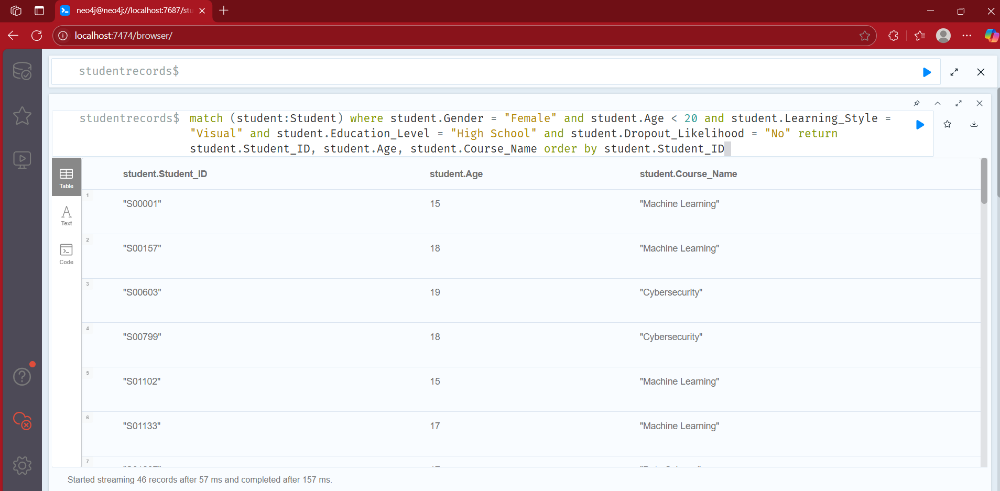 neo4j@neo4j://localhost:7687/stu
localhost:7474/browser/
studentrecords$
studentrecords$ match (student:Student) where student.Gender = "Female" and student.Age < 20 and student.Learning_Style =
"Visual" and student.Education_Level = "High School" and student.Dropout_Likelihood = "No" return
student.Student_ID, student.Age, student.Course_Name order by student.Student_ID
Table
Text
Code
student.Student_ID student.Age student.Course_Name
1 "S00001" 15 "Machine Learning"
2 "S00157" 18 "Machine Learning"
3 "S00603" 19 "Cybersecurity"
4 "S00799" 18 "Cybersecurity"
5 "S01102" 15 "Machine Learning"
6 "S01133" 17 "Machine Learning"
7
Started streaming 46 records after 57 ms and completed after 157 ms.